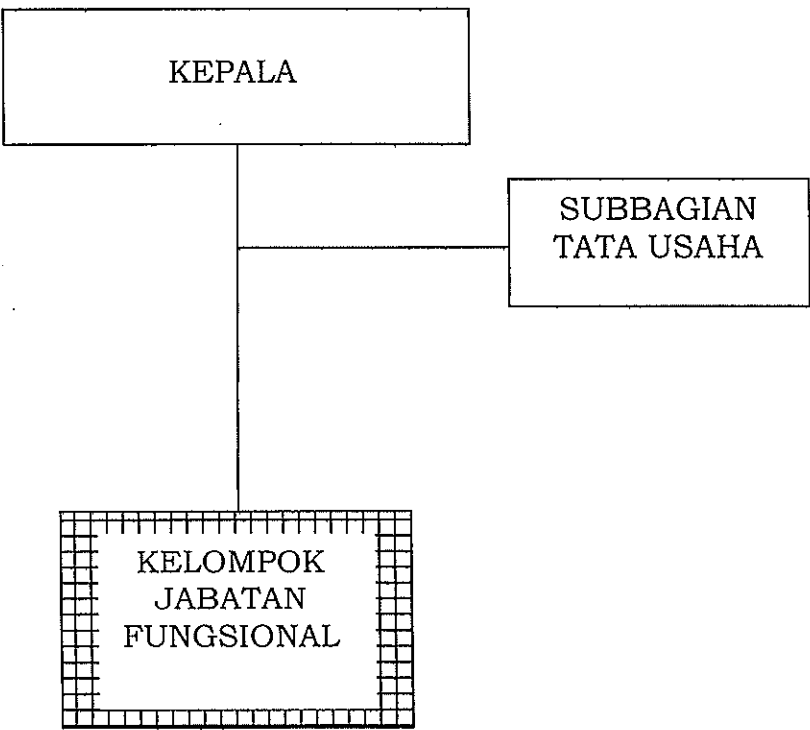 KEPALA
SUBBAGIAN
TATA USAHA
KELOMPOK
JABATAN
FUNGSIONAL